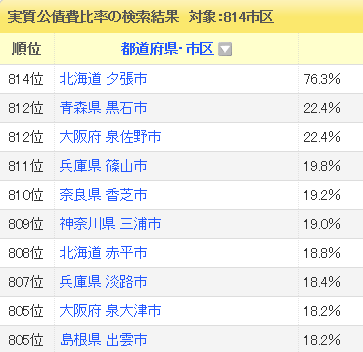 実質公債費比率の検索結果 対象：814市区
順位 都道府県・市区
814位 北海道 夕張市 76.3%
812位 青森県 黒石市 22.4%
812位 大阪府 泉佐野市 22.4%
811位 兵庫県 篠山市 19.8%
810位 奈良県 香芝市 19.2%
809位 神奈川県 三浦市 19.0%
808位 北海道 赤平市 18.8%
807位 兵庫県 淡路市 18.4%
805位 大阪府 泉大津市 18.2%
805位 島根県 出雲市 18.2%